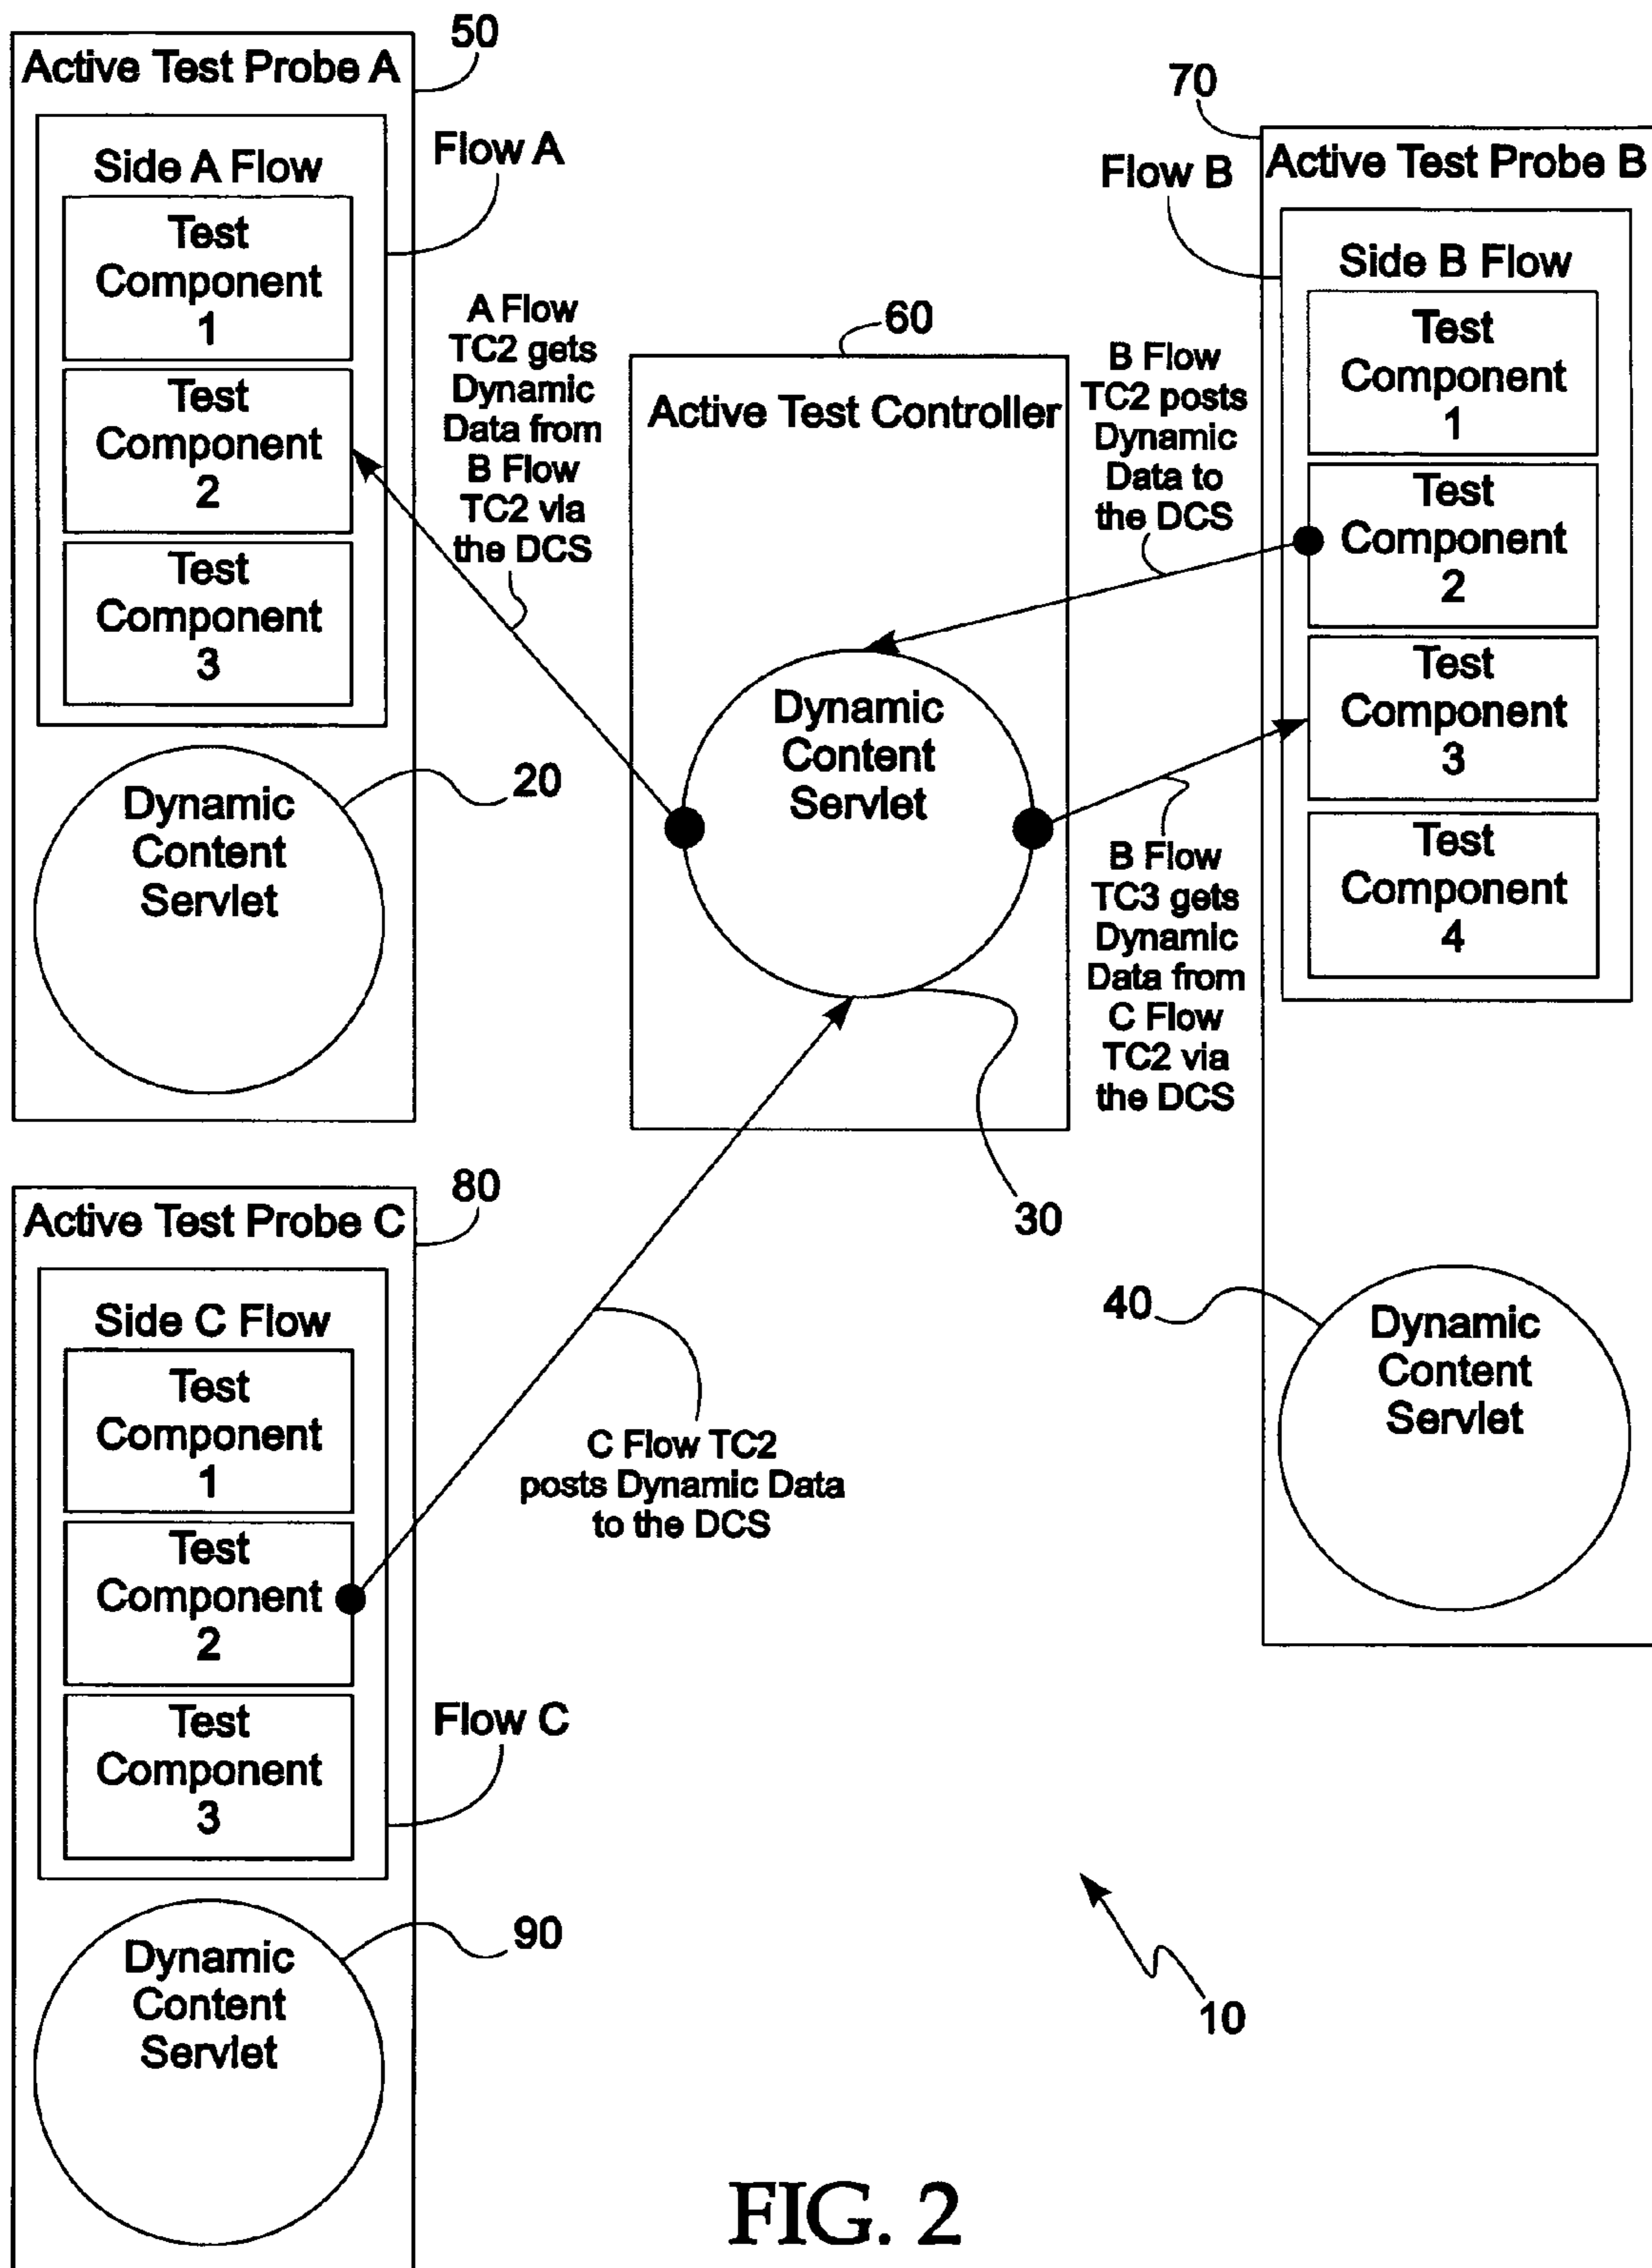 50
Active Test Probe A
Flow A
Side A Flow
Test
Component
1
Test
Component
2
Test
Component
3
Dynamic
Content
Servlet
20
A Flow
TC2 gets
Dynamic
Data from
B Flow
TC2 via
the DCS
60
Active Test Controller
Dynamic
Content
Servlet
30
B Flow
TC2 posts
Dynamic
Data to
the DCS
B Flow
TC3 gets
Dynamic
Data from
C Flow
TC2 via
the DCS
70
Active Test Probe B
Flow B
Side B Flow
Test
Component
1
Test
Component
2
Test
Component
3
Test
Component
4
40
Dynamic
Content
Servlet
80
Active Test Probe C
Side C Flow
Test
Component
1
Test
Component
2
Test
Component
3
Flow C
C Flow TC2
posts Dynamic Data
to the DCS
90
Dynamic
Content
Servlet
10
FIG. 2